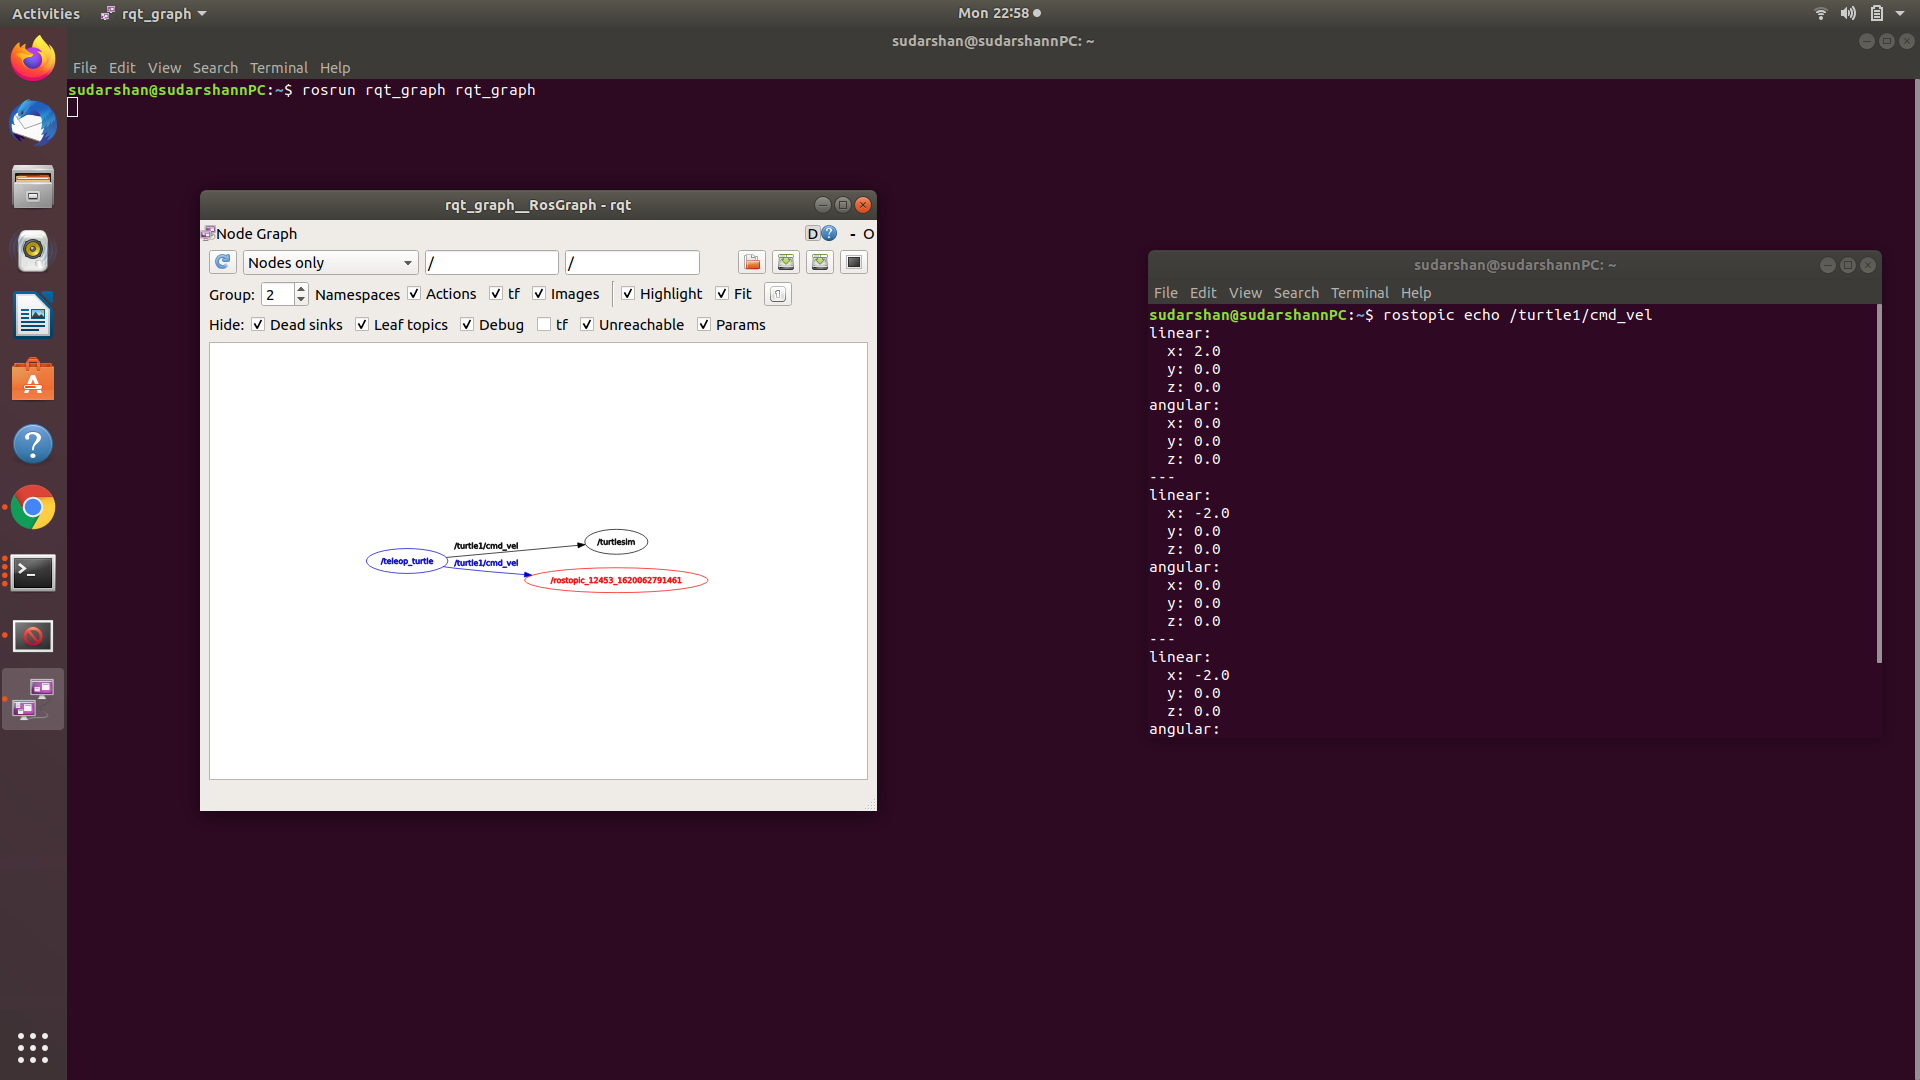 Activities rqt_graph Mon 22:58
sudarshan@sudarshannPC: ~
File Edit View Search Terminal Help
sudarshan@sudarshannPC:~$ rosrun rqt_graph rqt_graph
rqt_graph__RosGraph - rqt
Node Graph D ? - O
Nodes only / /
Group: 2 Namespaces Actions tf Images Highlight Fit
Hide: Dead sinks Leaf topics Debug tf Unreachable Params
/teleop_turtle
/turtle1/cmd_vel
/turtle1/cmd_vel
/turtlesim
/rostopic_12453_1620062791461
sudarshan@sudarshannPC: ~
File Edit View Search Terminal Help
sudarshan@sudarshannPC:~$ rostopic echo /turtle1/cmd_vel
linear:
  x: 2.0
  y: 0.0
  z: 0.0
angular:
  x: 0.0
  y: 0.0
  z: 0.0
---
linear:
  x: -2.0
  y: 0.0
  z: 0.0
angular:
  x: 0.0
  y: 0.0
  z: 0.0
---
linear:
  x: -2.0
  y: 0.0
  z: 0.0
angular: